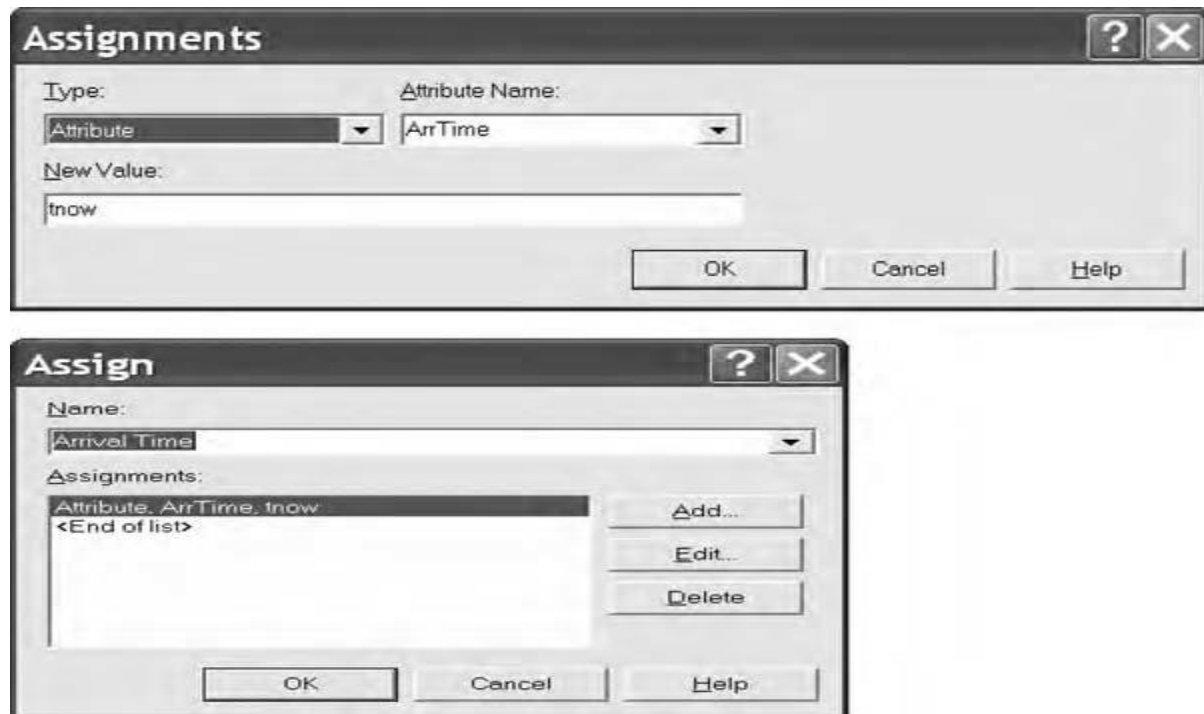 Assignments
Type: Attribute Name:
Attribute ArrTime
New Value:
tnow
OK Cancel Help
Assign
Name:
Arrival Time
Assignments:
Attribute, ArrTime, tnow
<End of list>
Add...
Edit...
Delete
OK Cancel Help